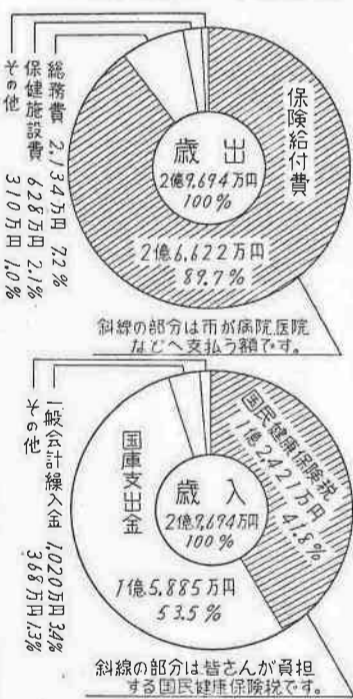 総務費 2,134万円 7.2%
保健施設費 628万円 2.1%
その他 310万円 1.0%
保険給付費
歳出
2億9,694万円
100%
2億6,622万円
89.7%
斜線の部分は市が病院.医院
などへ支払う額です。
一般会計繰入金 1,020万円 3.4%
その他 368万円 1.3%
国民健康保険税
1億2421万円
41.8%
国庫支出金
歳入
2億9,694万円
100%
1億5.885万円
53.5%
斜線の部分は皆さんが負担
する国民健康保険税です。